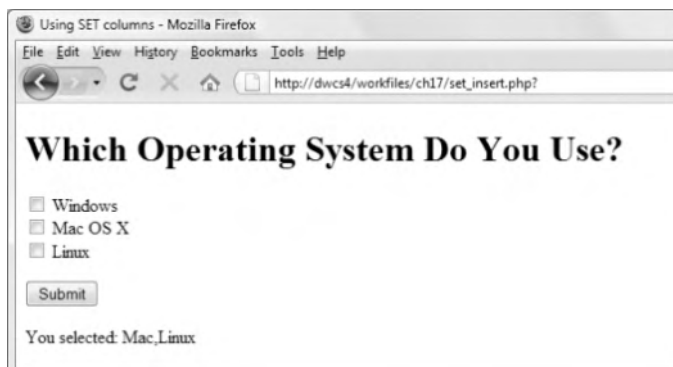 Using SET columns - Mozilla Firefox
File Edit View History Bookmarks Tools Help
http://dwcs4/workfiles/ch17/set_insert.php?
Which Operating System Do You Use?
Windows
Mac OS X
Linux
Submit
You selected: Mac,Linux